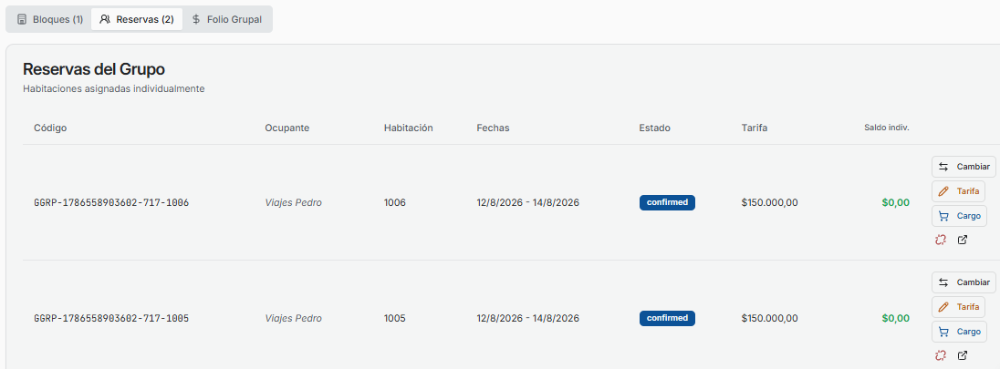 Bloques (1) Reservas (2) Folio Grupal
Reservas del Grupo
Habitaciones asignadas individualmente
Código Ocupante Habitación Fechas Estado Tarifa Saldo indiv.
Cambiar
Tarifa
GGRP-1786558903602-717-1006 Viajes Pedro 1006 12/8/2026 - 14/8/2026 confirmed $150.000,00 $0,00
Cargo
Cambiar
Tarifa
GGRP-1786558903602-717-1005 Viajes Pedro 1005 12/8/2026 - 14/8/2026 confirmed $150.000,00 $0,00
Cargo